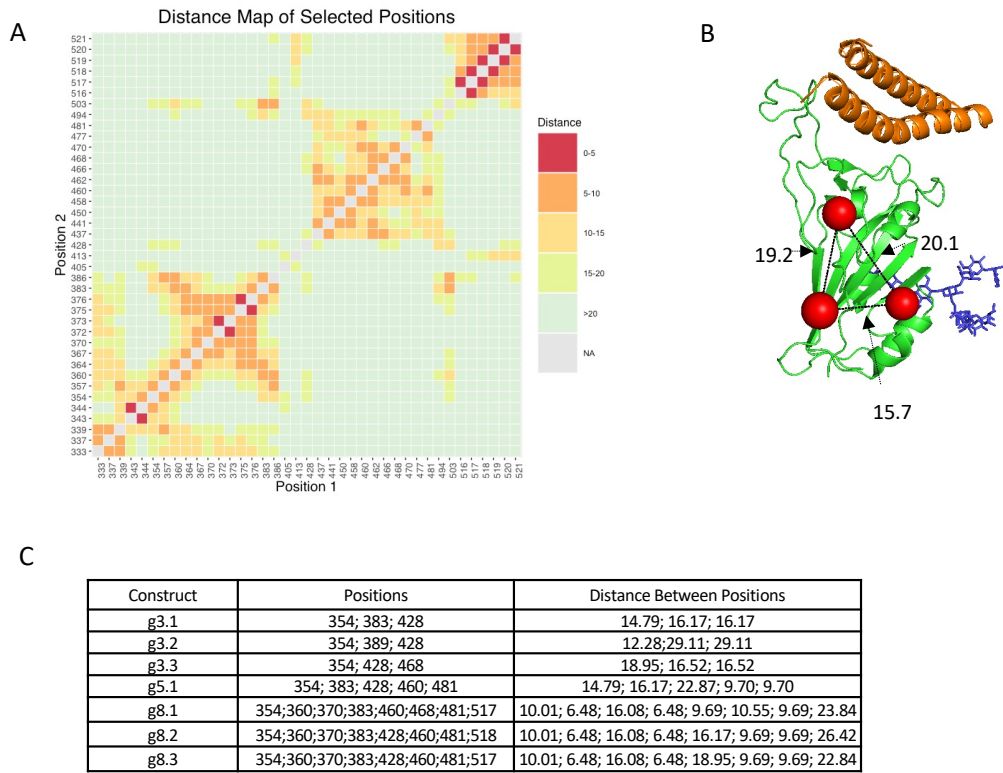 A
Distance Map of Selected Positions
521
520
519
518
517
516
503
494
481
477
470
468
466
462
460
458
450
441
437
428
413
405
386
383
376
375
373
372
370
367
364
360
357
354
344
343
339
337
333
Position 2
333 337 339 343 344 354 357 360 364 367 370 372 373 375 376 383 386 405 413 428 437 441 450 458 460 462 466 468 470 477 481 494 503 516 517 518 519 520 521
Position 1
Distance
0-5
5-10
10-15
15-20
>20
NA
B
19.2
20.1
15.7
C
Construct Positions Distance Between Positions
g3.1 354; 383; 428 14.79; 16.17; 16.17
g3.2 354; 389; 428 12.28;29.11; 29.11
g3.3 354; 428; 468 18.95; 16.52; 16.52
g5.1 354; 383; 428; 460; 481 14.79; 16.17; 22.87; 9.70; 9.70
g8.1 354;360;370;383;460;468;481;517 10.01; 6.48; 16.08; 6.48; 9.69; 10.55; 9.69; 23.84
g8.2 354;360;370;383;428;460;481;518 10.01; 6.48; 16.08; 6.48; 16.17; 9.69; 9.69; 26.42
g8.3 354;360;370;383;428;460;481;517 10.01; 6.48; 16.08; 6.48; 18.95; 9.69; 9.69; 22.84